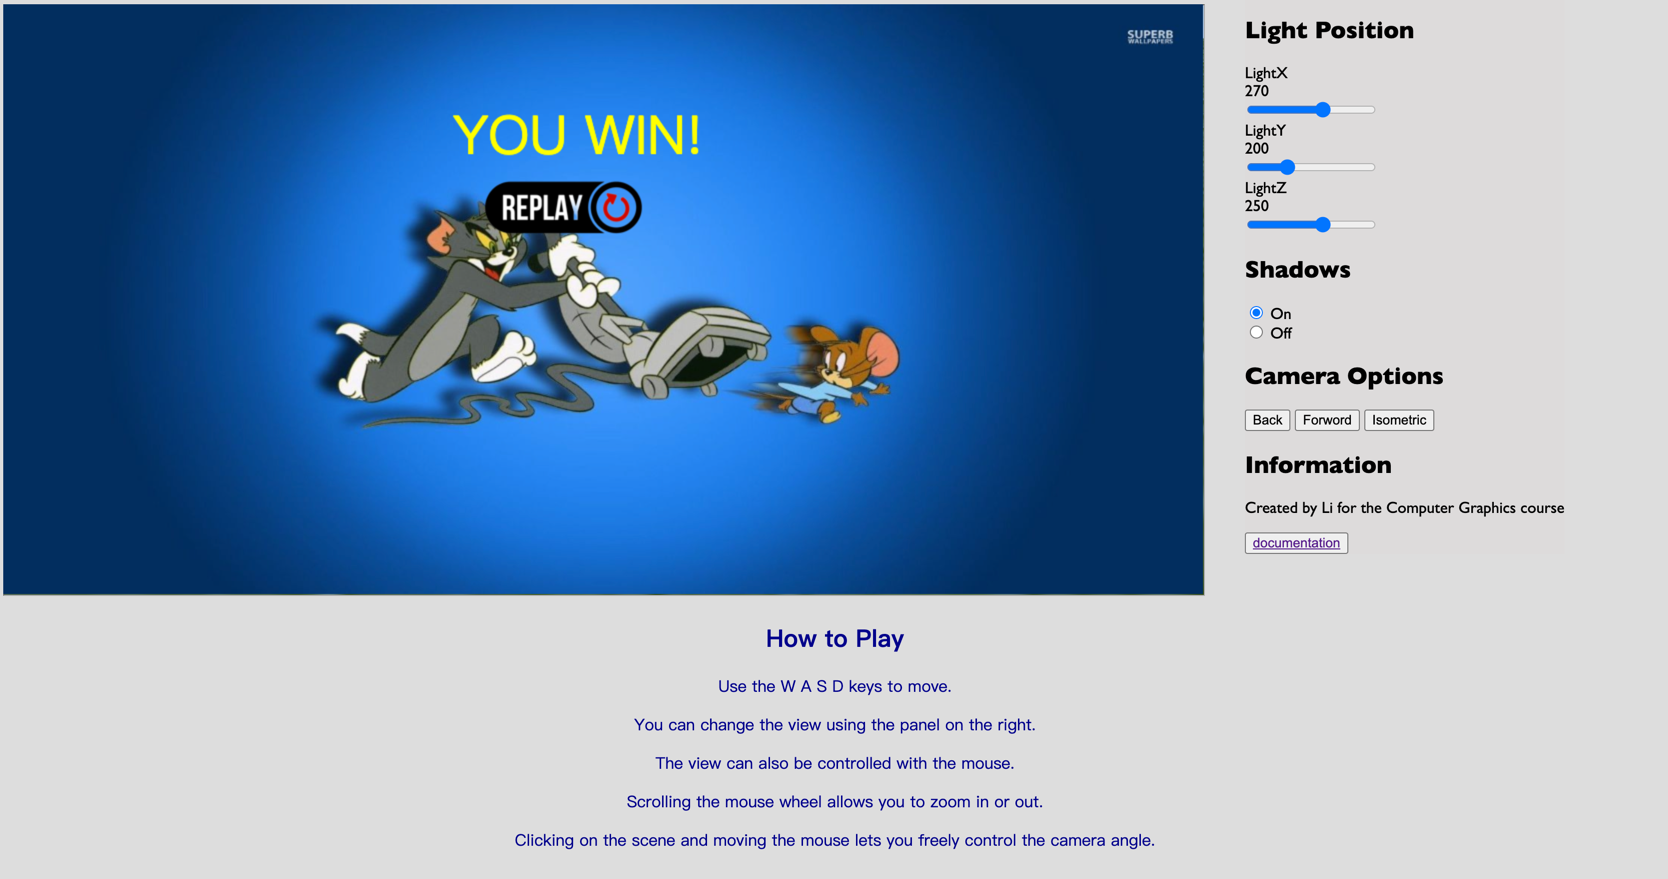 SUPERB
WALLPAPERS
YOU WIN!
REPLAY
Light Position
LightX
270
LightY
200
LightZ
250
Shadows
On
Off
Camera Options
Back Forword Isometric
Information
Created by Li for the Computer Graphics course
documentation
How to Play
Use the W A S D keys to move.
You can change the view using the panel on the right.
The view can also be controlled with the mouse.
Scrolling the mouse wheel allows you to zoom in or out.
Clicking on the scene and moving the mouse lets you freely control the camera angle.